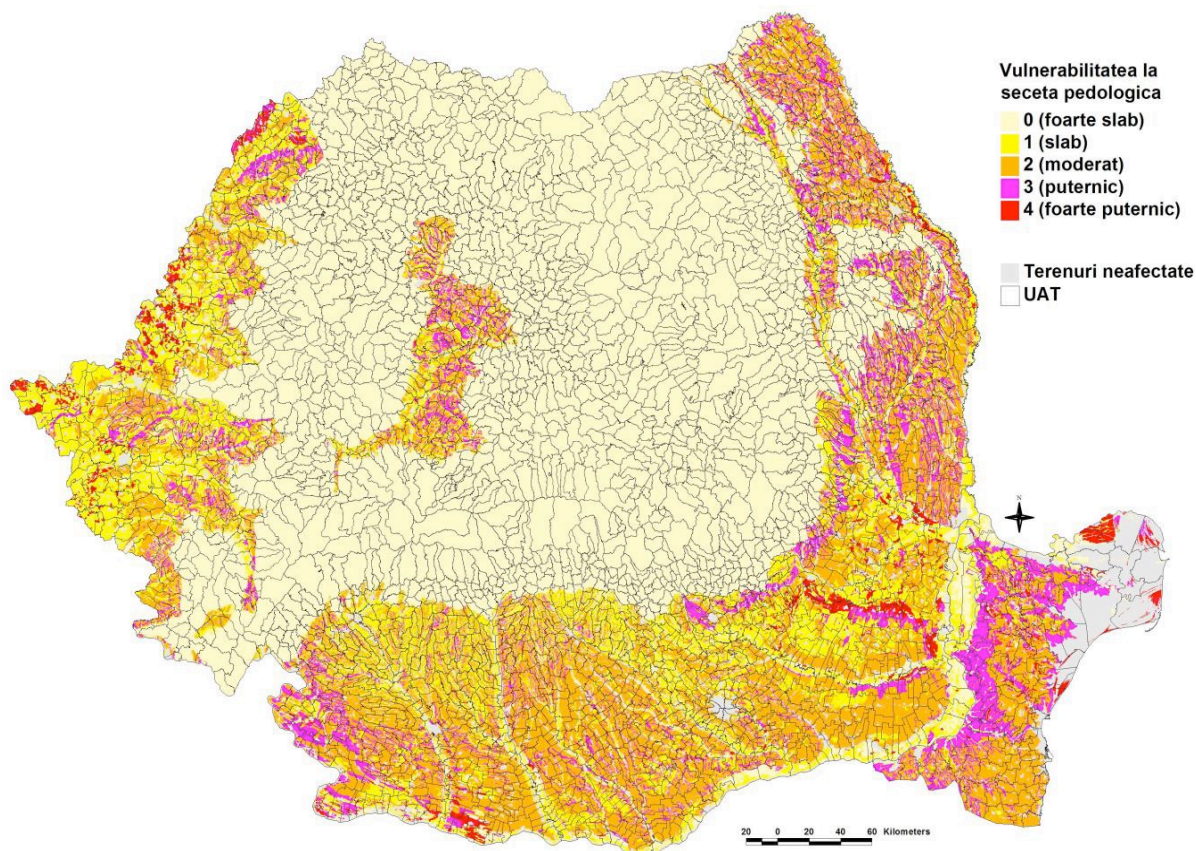 Vulnerabilitatea la
seceta pedologica
0 (foarte slab)
1 (slab)
2 (moderat)
3 (puternic)
4 (foarte puternic)
Terenuri neafectate
UAT
N
20 0 20 40 60 Kilometers